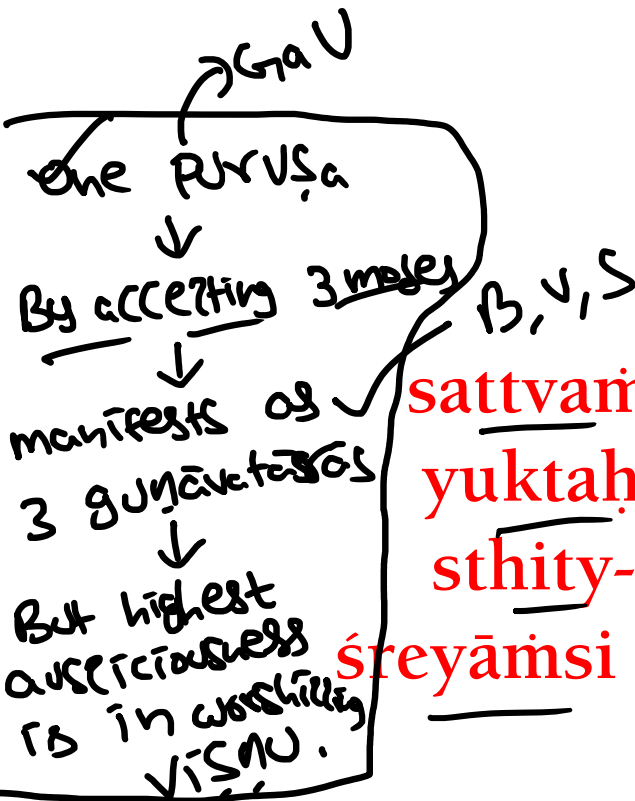 GaU
One PURUṢa
By accepting 3 modes
B, V, S
manifests as
3 guṇāvatāras
But highest
auspiciousness
is in worshipping
Viṣṇu.
sattvaṁ
yuktaḥ
sthity-
śreyāṁsi